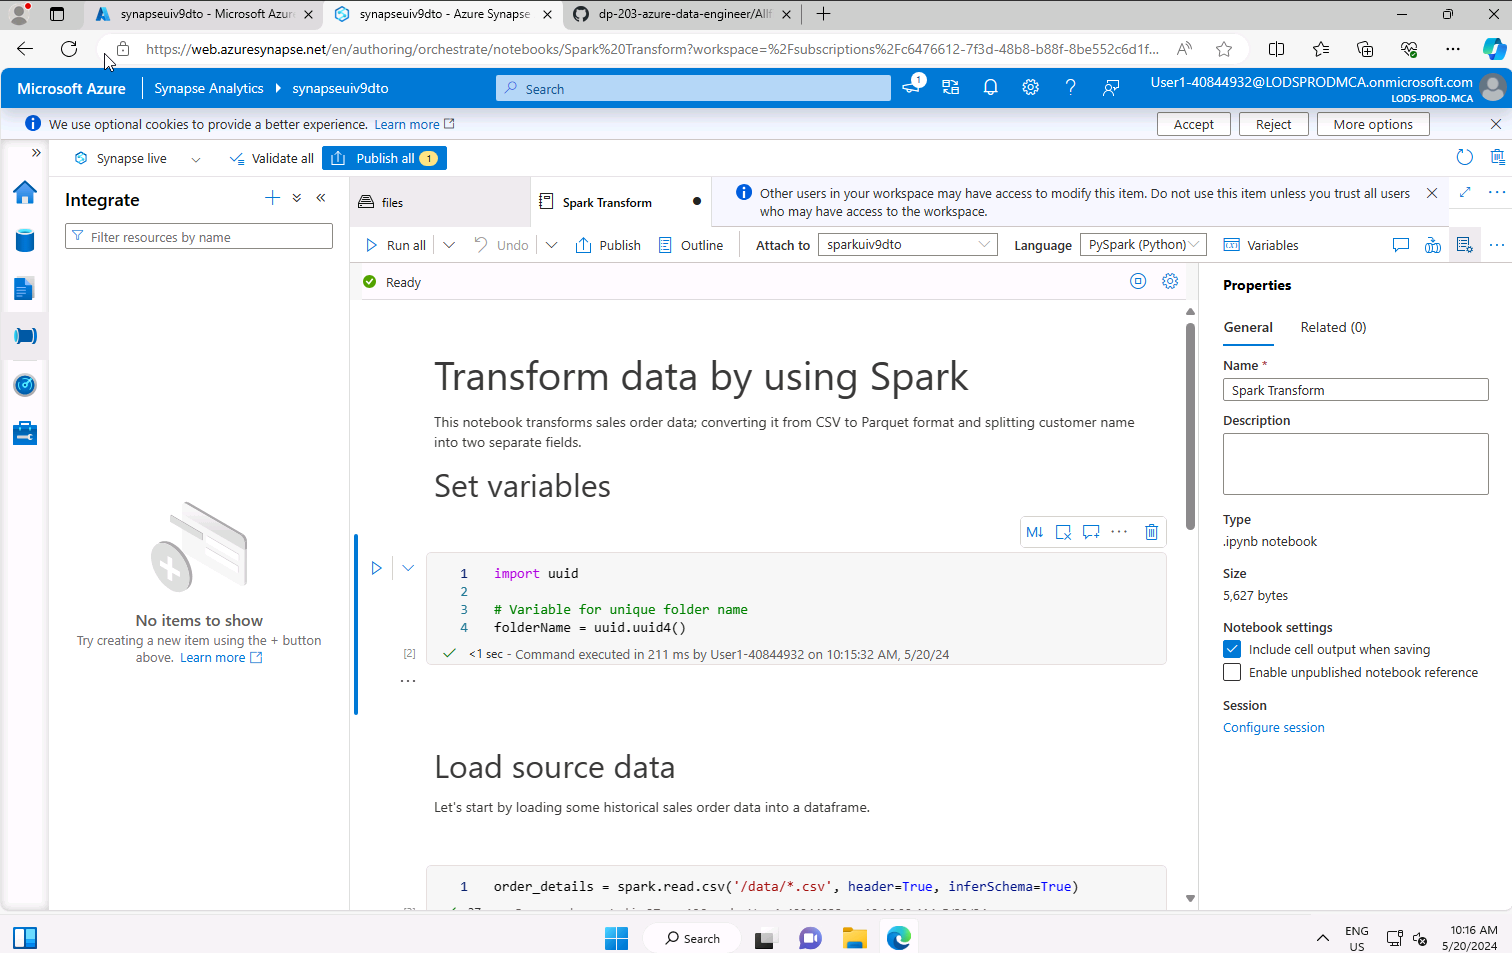 synapseuiv9dto - Microsoft Azur
synapseuiv9dto - Azure Synapse
dp-203-azure-data-engineer/Allf
https://web.azuresynapse.net/en/authoring/orchestrate/notebooks/Spark%20Transform?workspace=%2Fsubscriptions%2Fc6476612-7f3d-48b8-b88f-8be552c6d1f...
Microsoft Azure
Synapse Analytics
synapseuiv9dto
Search
1
User1-40844932@LODSPRODMCA.onmicrosoft.com
LODS-PROD-MCA
We use optional cookies to provide a better experience. Learn more
Accept
Reject
More options
Synapse live
Validate all
Publish all 1
Integrate
Filter resources by name
No items to show
Try creating a new item using the + button
above. Learn more
files
Spark Transform
Other users in your workspace may have access to modify this item. Do not use this item unless you trust all users
who may have access to the workspace.
Run all
Undo
Publish
Outline
Attach to
sparkuiv9dto
Language
PySpark (Python)
Variables
Ready
Transform data by using Spark
This notebook transforms sales order data; converting it from CSV to Parquet format and splitting customer name
into two separate fields.
Set variables
M↓
1 import uuid
2
3 # Variable for unique folder name
4 folderName = uuid.uuid4()
[2]
<1 sec - Command executed in 211 ms by User1-40844932 on 10:15:32 AM, 5/20/24
Load source data
Let's start by loading some historical sales order data into a dataframe.
1 order_details = spark.read.csv('/data/*.csv', header=True, inferSchema=True)
Properties
General
Related (0)
Name *
Spark Transform
Description
Type
.ipynb notebook
Size
5,627 bytes
Notebook settings
Include cell output when saving
Enable unpublished notebook reference
Session
Configure session
Search
ENG
US
10:16 AM
5/20/2024